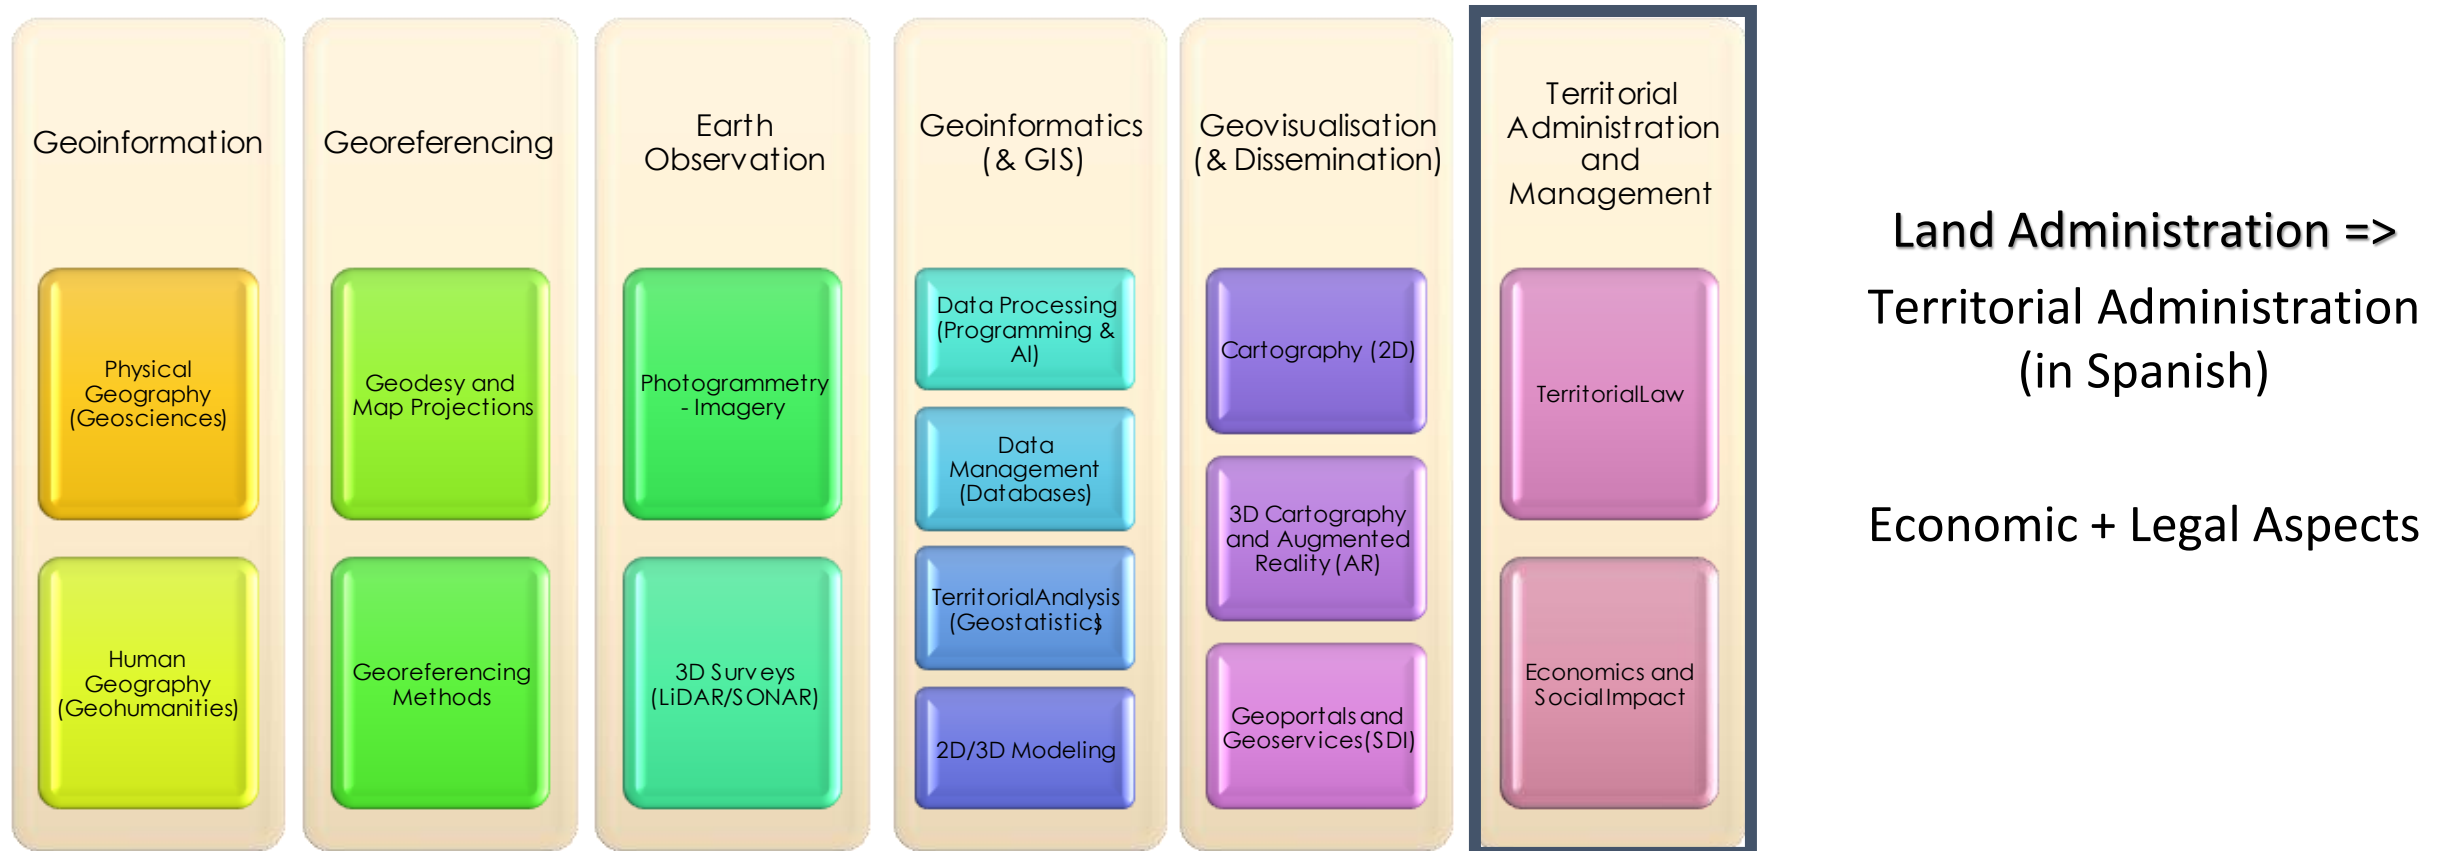 Geoinformation
Physical
Geography
(Geosciences)
Human
Geography
(Geohumanities)
Georeferencing
Geodesy and
Map Projections
Georeferencing
Methods
Earth
Observation
Photogrammetry
- Imagery
3D Surveys
(LiDAR/SONAR)
Geoinformatics
(& GIS)
Data Processing
(Programming &
AI)
Data
Management
(Databases)
TerritorialAnalysis
(Geostatistics)
2D/3D Modeling
Geovisualisation
(& Dissemination)
Cartography (2D)
3D Cartography
and Augmented
Reality (AR)
Geoportals and
Geoservices(SDI)
Territorial
Administration
and
Management
TerritorialLaw
Economics and
Social Impact
Land Administration =>
Territorial Administration
(in Spanish)
Economic + Legal Aspects